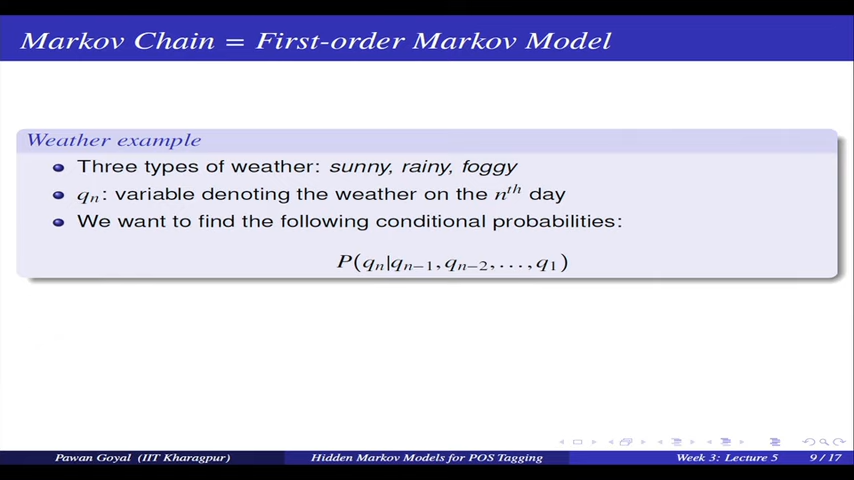 Markov Chain = First-order Markov Model
Weather example
Three types of weather: sunny, rainy, foggy
qₙ: variable denoting the weather on the nᵗʰ day
We want to find the following conditional probabilities:
P(qₙ|qₙ₋₁, qₙ₋₂, . . . , q₁)
Pawan Goyal (IIT Kharagpur) Hidden Markov Models for POS Tagging Week 3: Lecture 5 9 / 17